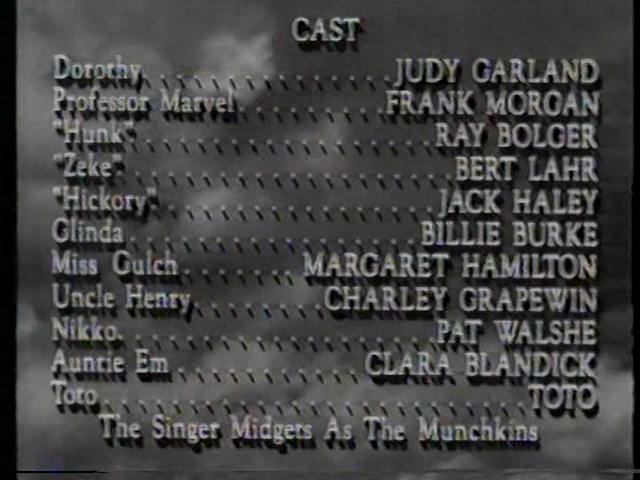 CAST
Dorothy..................JUDY GARLAND
Professor Marvel..........FRANK MORGAN
"Hunk"....................RAY BOLGER
"Zeke".....................BERT LAHR
"Hickory".................JACK HALEY
Glinda...................BILLIE BURKE
Miss Gulch.......MARGARET HAMILTON
Uncle Henry.........CHARLEY GRAPEWIN
Nikko....................PAT WALSHE
Auntie Em............CLARA BLANDICK
Toto............................TOTO
The Singer Midgets As The Munchkins